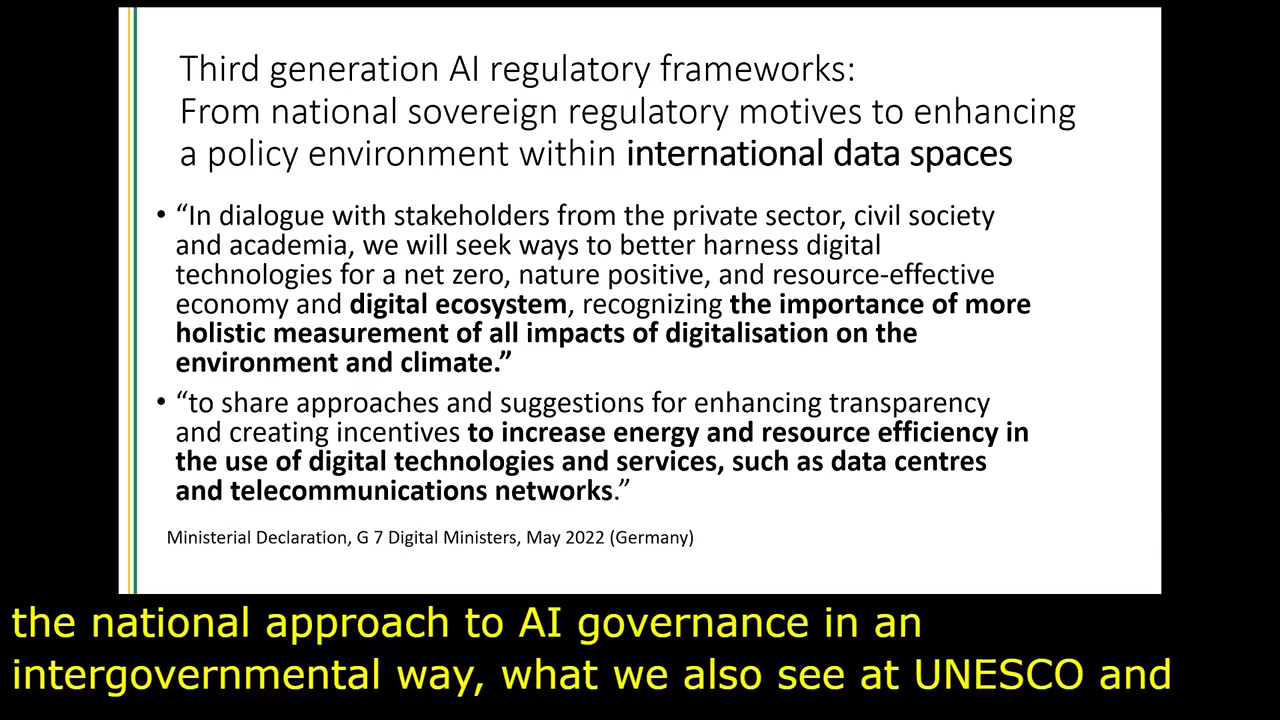 Third generation AI regulatory frameworks:
From national sovereign regulatory motives to enhancing
a policy environment within international data spaces
• “In dialogue with stakeholders from the private sector, civil society
and academia, we will seek ways to better harness digital
technologies for a net zero, nature positive, and resource-effective
economy and digital ecosystem, recognizing the importance of more
holistic measurement of all impacts of digitalisation on the
environment and climate.”
• “to share approaches and suggestions for enhancing transparency
and creating incentives to increase energy and resource efficiency in
the use of digital technologies and services, such as data centres
and telecommunications networks.”
Ministerial Declaration, G 7 Digital Ministers, May 2022 (Germany)
the national approach to AI governance in an
intergovernmental way, what we also see at UNESCO and